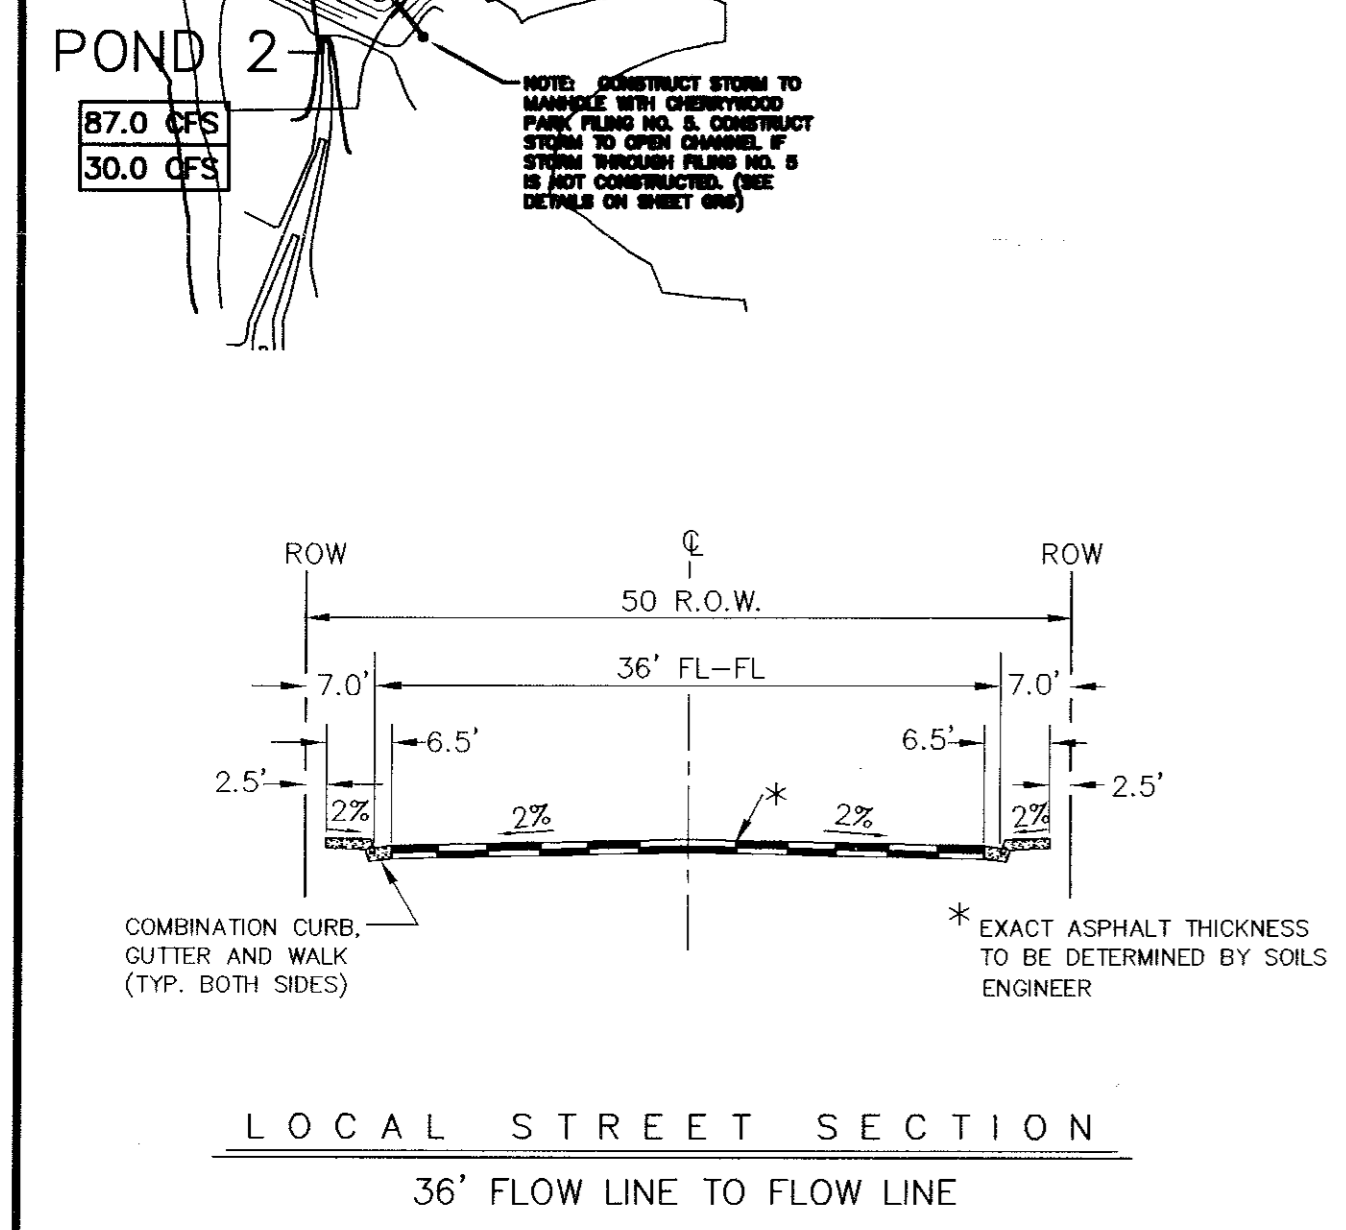 POND 2
87.0 CFS
30.0 CFS
NOTE: CONSTRUCT STORM TO
MANHOLE WITH CHERRYWOOD
PARK FILING NO. 5. CONSTRUCT
STORM TO OPEN CHANNEL IF
STORM THROUGH FILING NO. 5
IS NOT CONSTRUCTED. (SEE
DETAILS ON SHEET
ROW
℄
ROW
50 R.O.W.
7.0' 36' FL-FL 7.0'
6.5' 6.5'
2.5' 2.5'
2% 2% * 2% 2%
COMBINATION CURB,
GUTTER AND WALK
(TYP. BOTH SIDES)
* EXACT ASPHALT THICKNESS
TO BE DETERMINED BY SOILS
ENGINEER
LOCAL STREET SECTION
36' FLOW LINE TO FLOW LINE